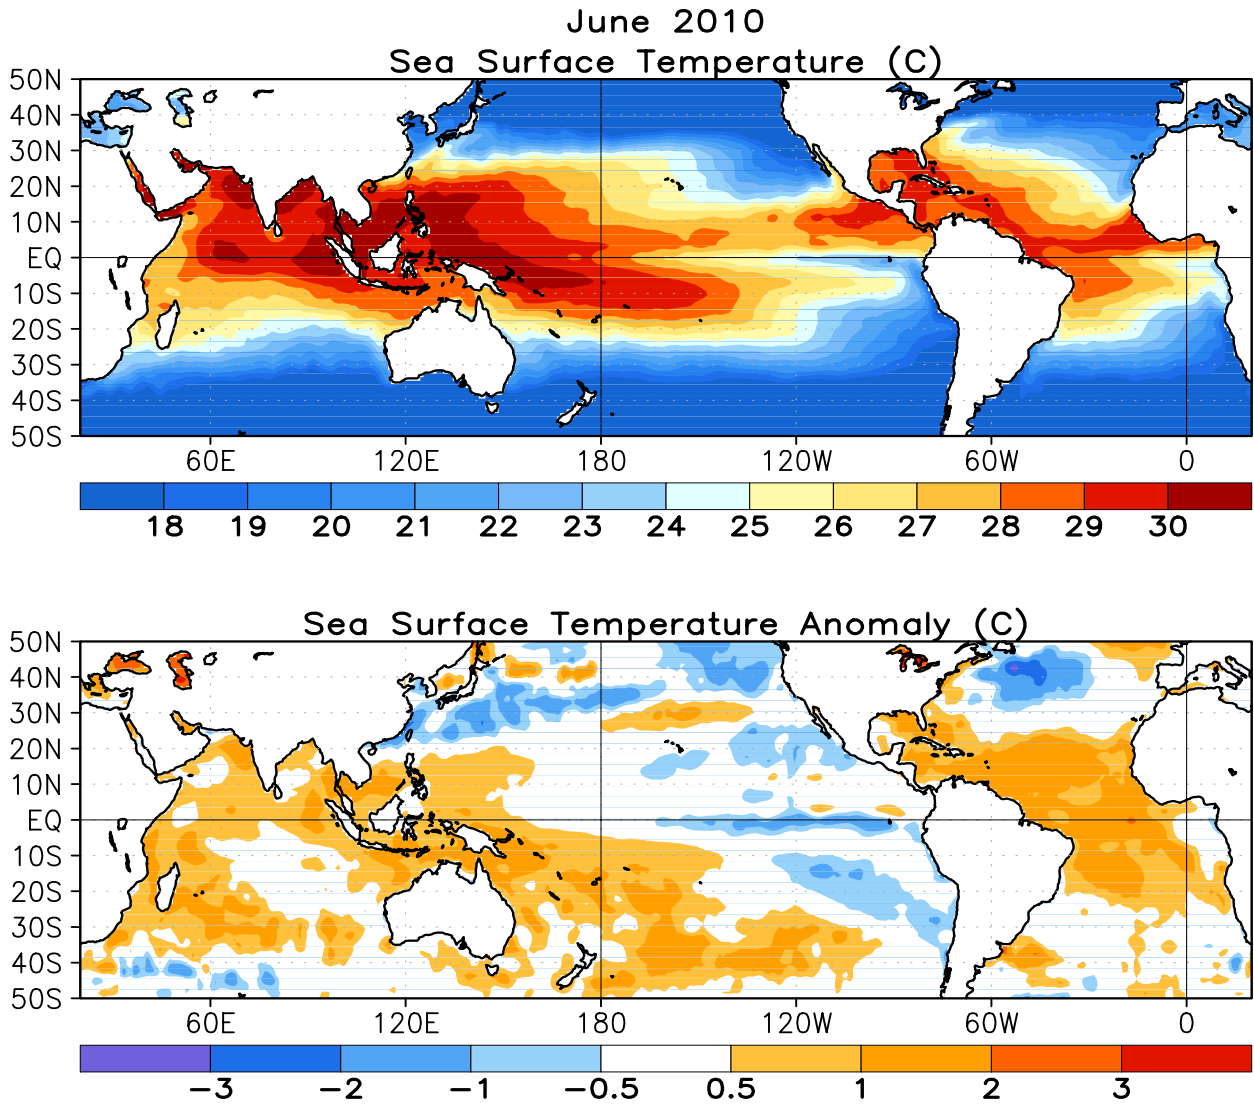 June 2010
Sea Surface Temperature (C)
50N
40N
30N
20N
10N
EQ
10S
20S
30S
40S
50S
60E 120E 180 120W 60W 0
18 19 20 21 22 23 24 25 26 27 28 29 30
Sea Surface Temperature Anomaly (C)
50N
40N
30N
20N
10N
EQ
10S
20S
30S
40S
50S
60E 120E 180 120W 60W 0
-3 -2 -1 -0.5 0.5 1 2 3